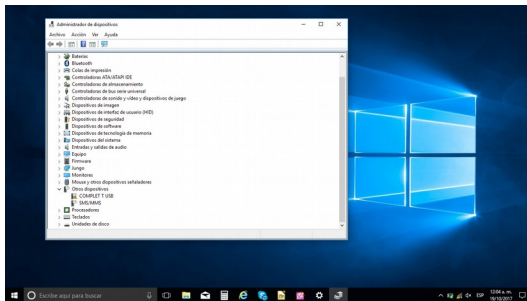 Administrador de dispositivos
Archivo Acción Ver Ayuda
Baterías
Bluetooth
Colas de impresión
Controladoras ATA/ATAPI IDE
Controladoras de almacenamiento
Controladoras de bus serie universal
Controladoras de sonido y vídeo y dispositivos de juego
Dispositivos de imagen
Dispositivos de interfaz de usuario (HID)
Dispositivos de seguridad
Dispositivos de software
Dispositivos de tecnología de memoria
Dispositivos del sistema
Entradas y salidas de audio
Equipo
Firmware
Jungo
Monitores
Mouse y otros dispositivos señaladores
Otros dispositivos
COMPLET T USB
SMS/MMS
Procesadores
Teclados
Unidades de disco
Escribe aquí para buscar
ESP
12:04 a. m.
19/10/2017